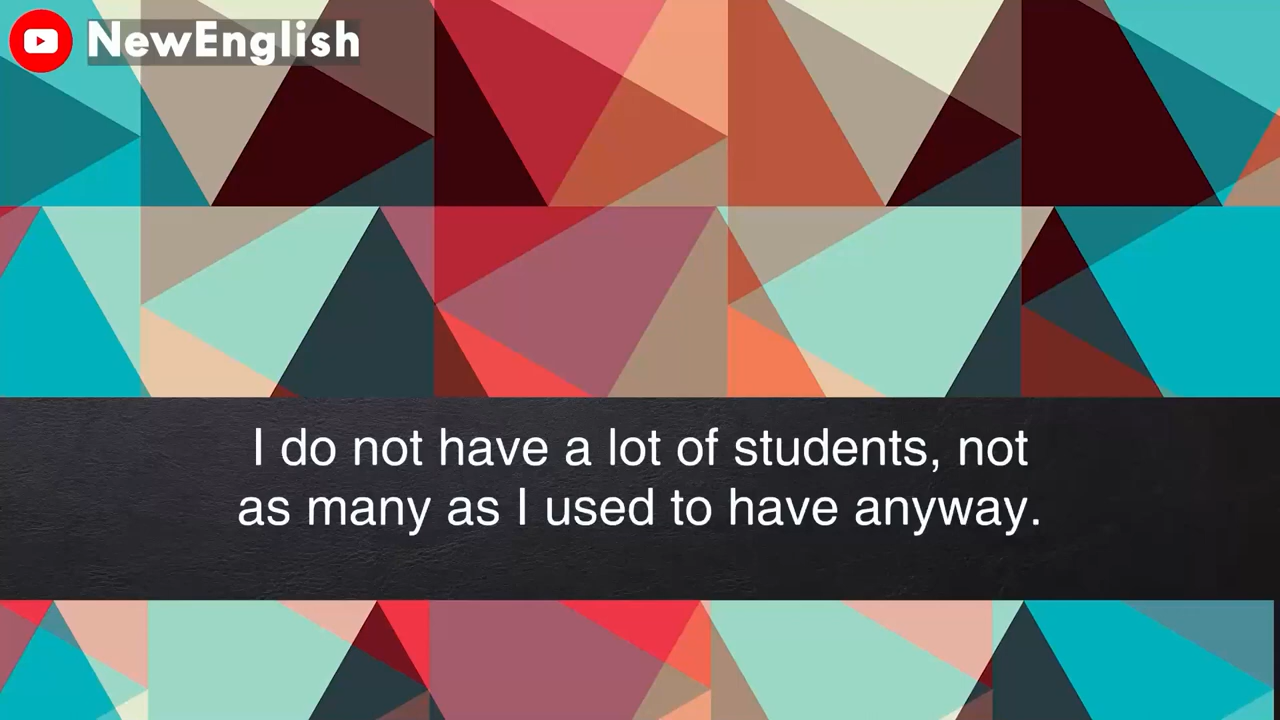 NewEnglish
I do not have a lot of students, not
as many as I used to have anyway.